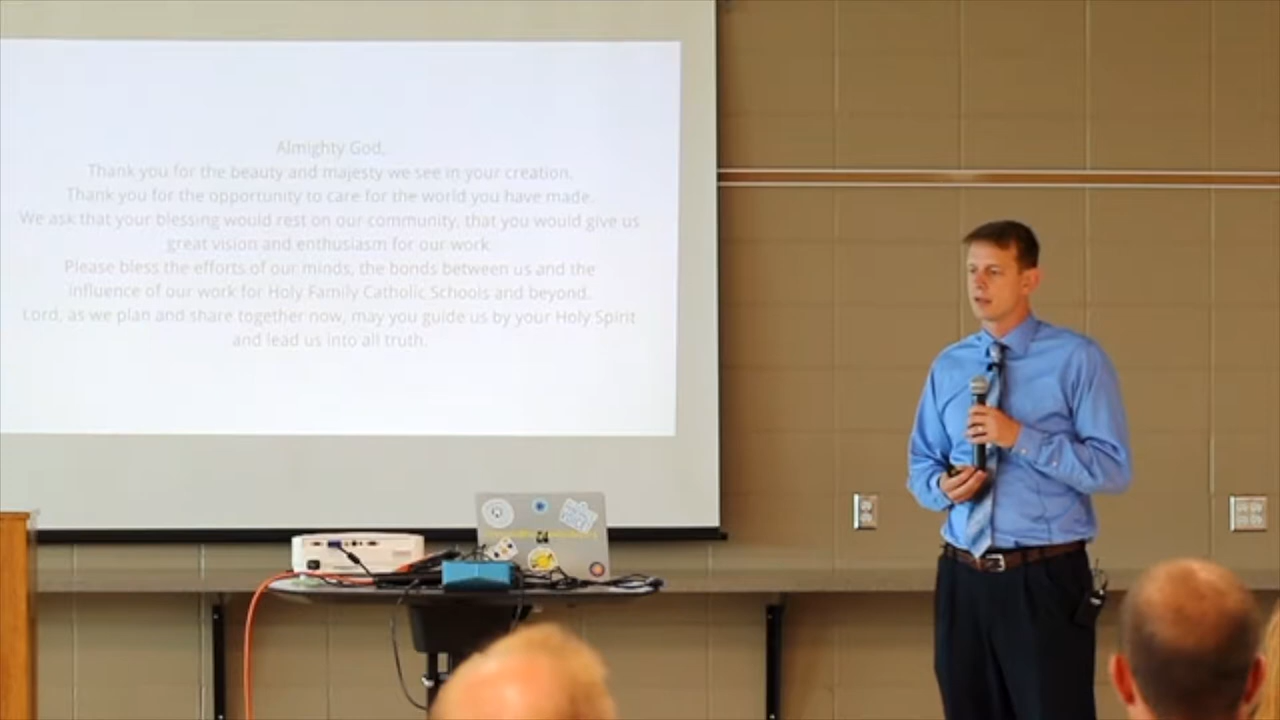 Almighty God,
Thank you for the beauty and majesty we see in your creation.
Thank you for the opportunity to care for the world you have made.
We ask that your blessing would rest on our community, that you would give us
great vision and enthusiasm for our work
Please bless the efforts of our minds, the bonds between us and the
influence of our work for Holy Family Catholic Schools and beyond.
Lord, as we plan and share together now, may you guide us by your Holy Spirit
and lead us into all truth.